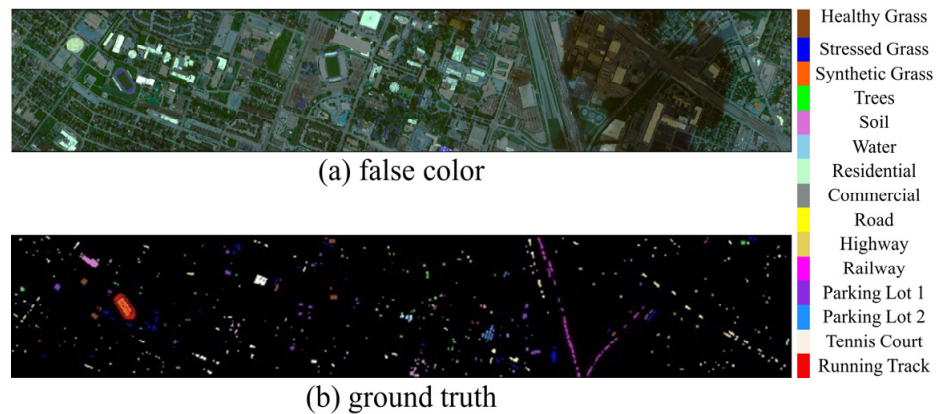 (a) false color
(b) ground truth
Healthy Grass
Stressed Grass
Synthetic Grass
Trees
Soil
Water
Residential
Commercial
Road
Highway
Railway
Parking Lot 1
Parking Lot 2
Tennis Court
Running Track